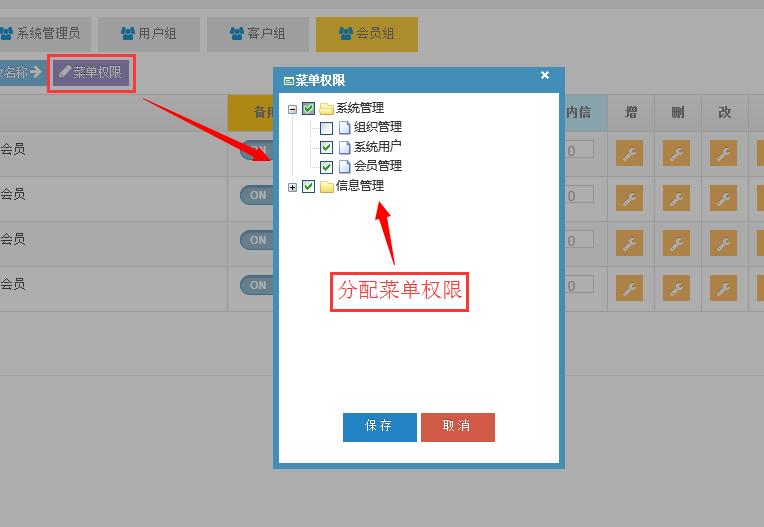 系统管理员 用户组 客户组 会员组
名称 菜单权限
内信 增 删 改
会员 ON 0
会员 ON 0
会员 ON 0
会员 ON 0
菜单权限 ×
系统管理
组织管理
系统用户
会员管理
信息管理
分配菜单权限
保存 取消